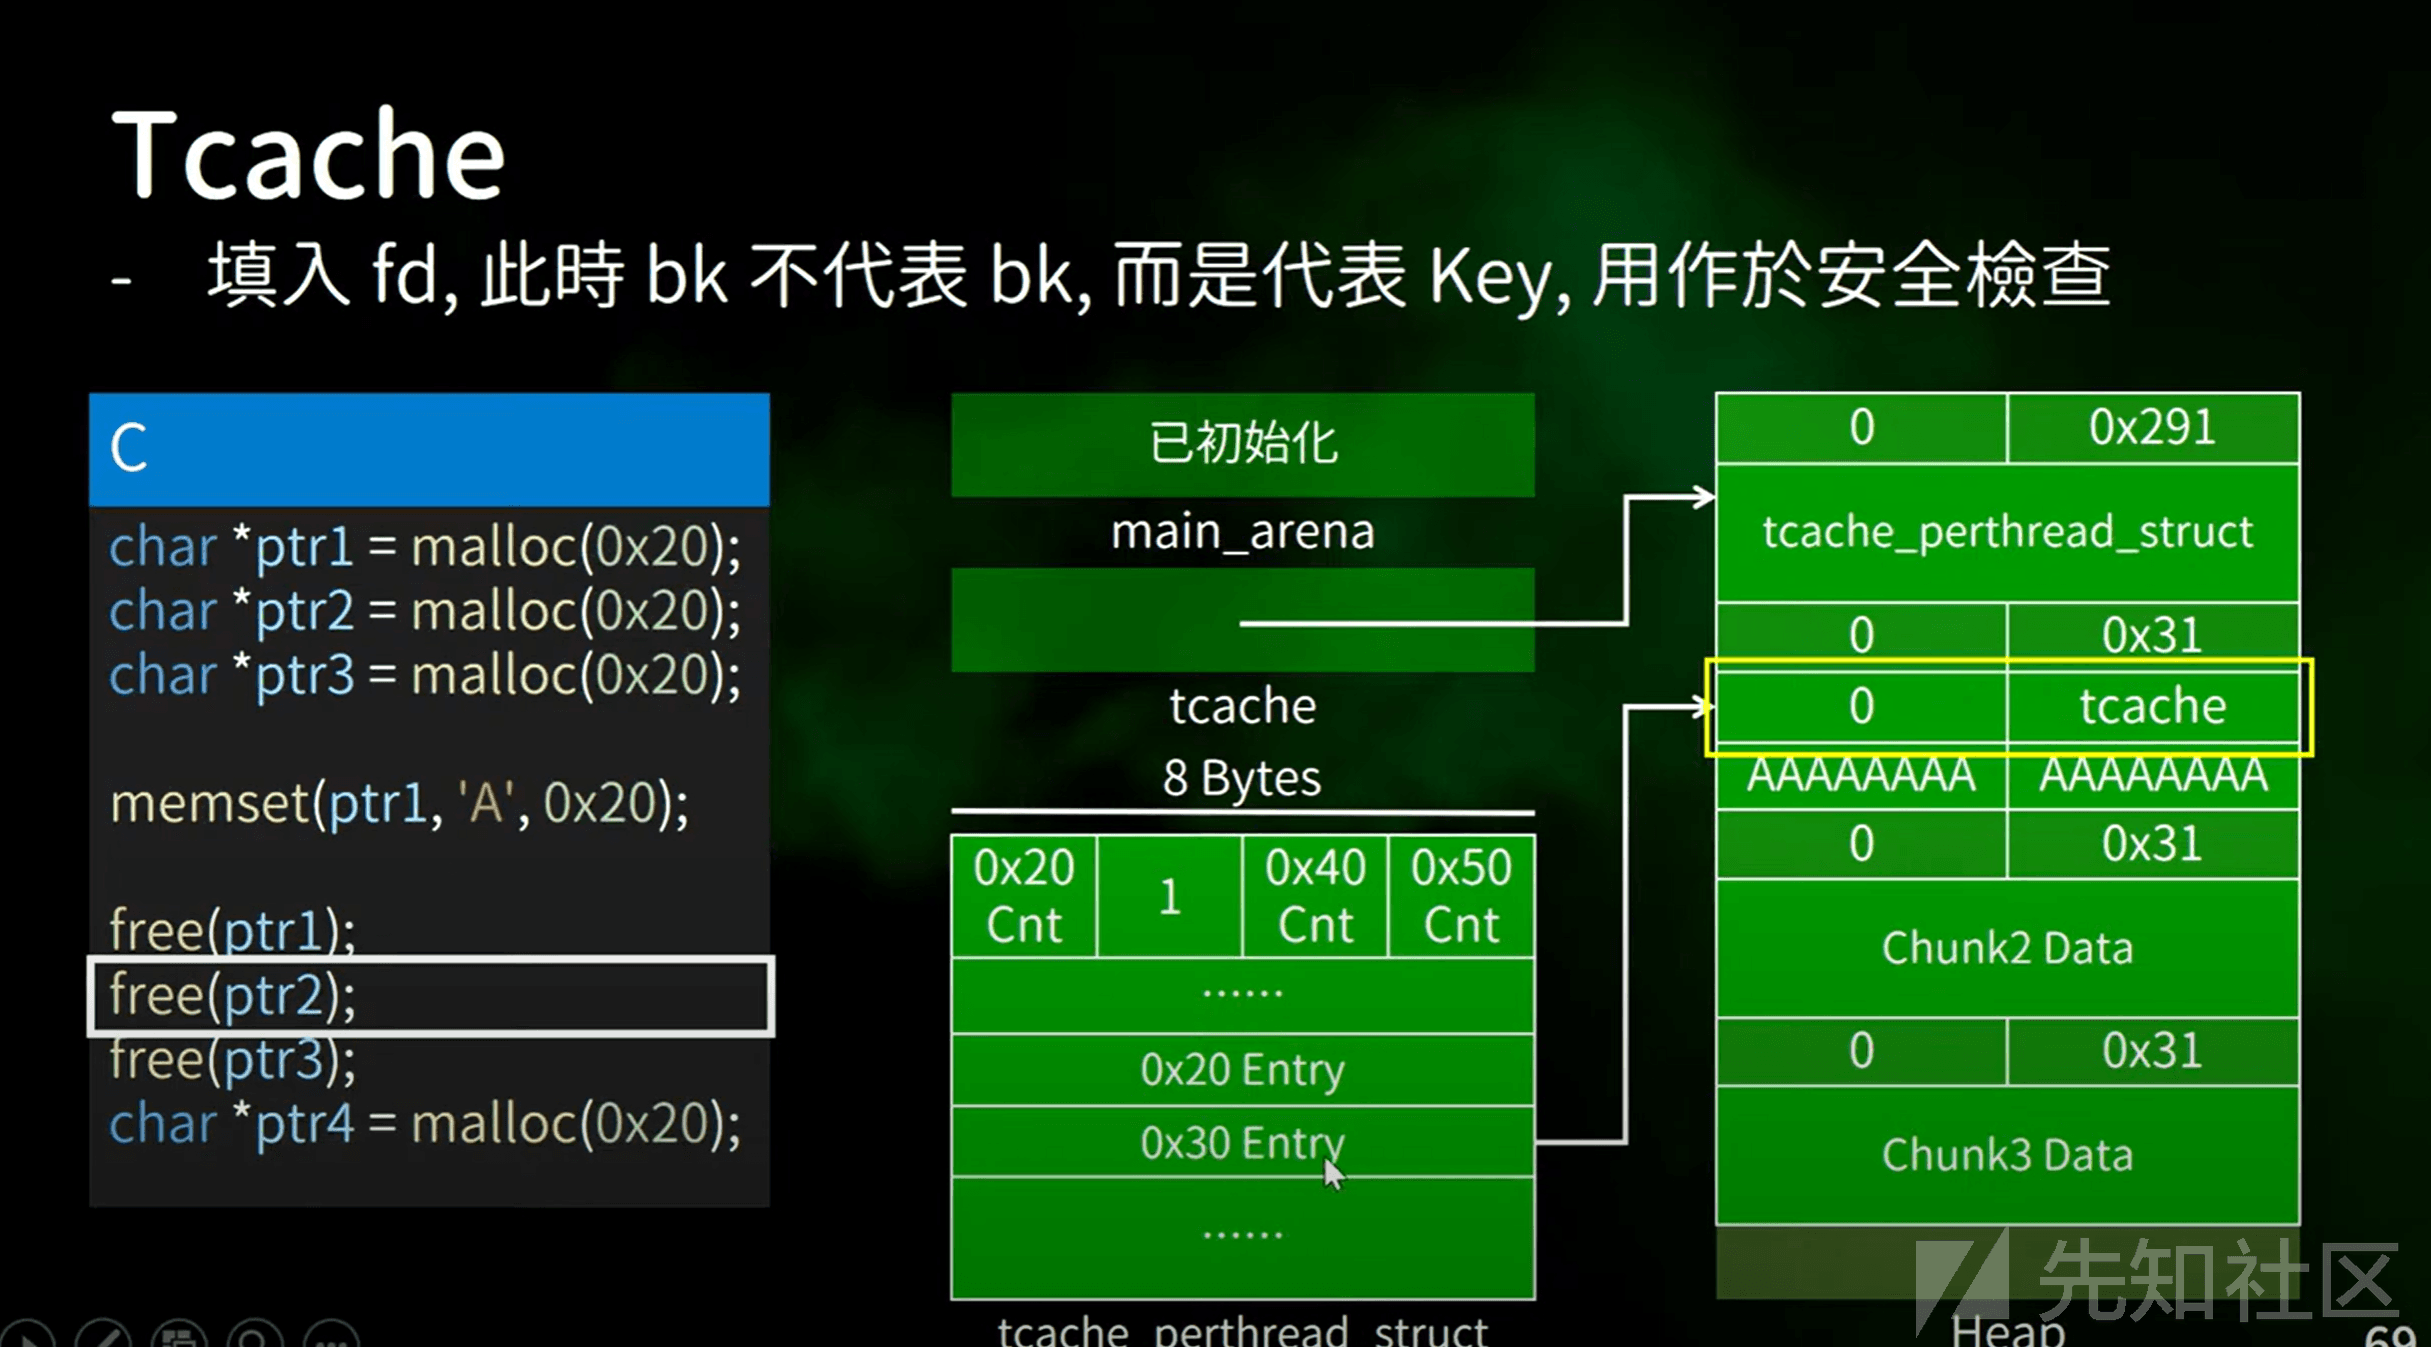 Tcache
- 填入 fd, 此時 bk 不代表 bk, 而是代表 Key, 用作於安全檢查
C
char *ptr1 = malloc(0x20);
char *ptr2 = malloc(0x20);
char *ptr3 = malloc(0x20);
memset(ptr1, 'A', 0x20);
free(ptr1);
free(ptr2);
free(ptr3);
char *ptr4 = malloc(0x20);
已初始化
main_arena
tcache
8 Bytes
0x20 Cnt
1
0x40 Cnt
0x50 Cnt
......
0x20 Entry
0x30 Entry
......
tcache_perthread_struct
0 0x291
tcache_perthread_struct
0 0x31
0 tcache
AAAAAAAA AAAAAAAA
0 0x31
Chunk2 Data
0 0x31
Chunk3 Data
Heap
先知社区
69